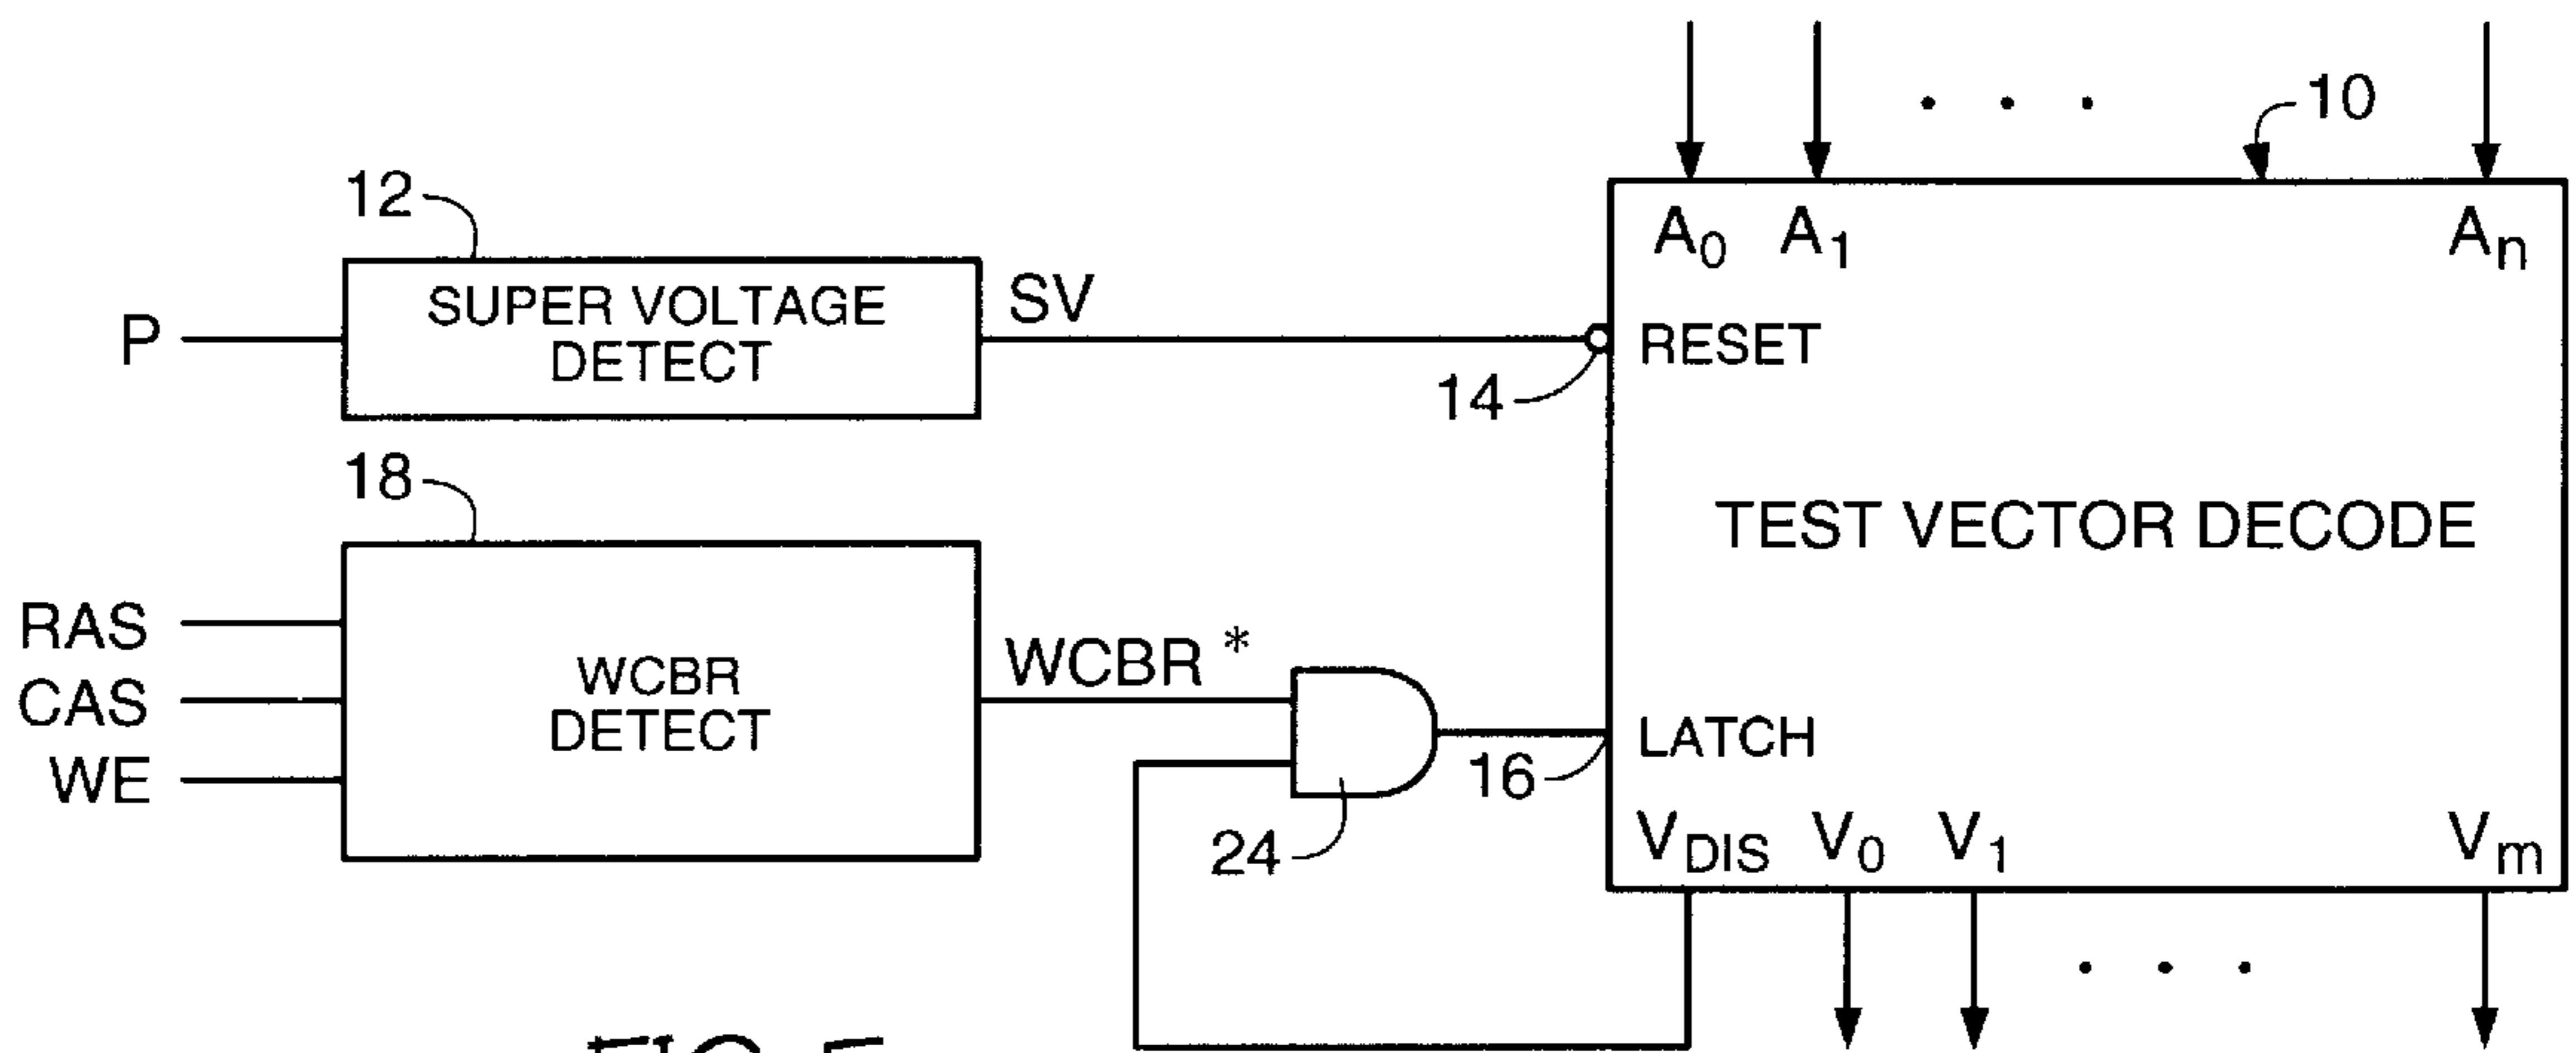 10
A0 A1 An
12
SUPER VOLTAGE
DETECT
SV
P
RESET
14
18
TEST VECTOR DECODE
RAS
CAS
WE
WCBR
DETECT
WCBR *
LATCH
16
24
VDIS V0 V1 Vm